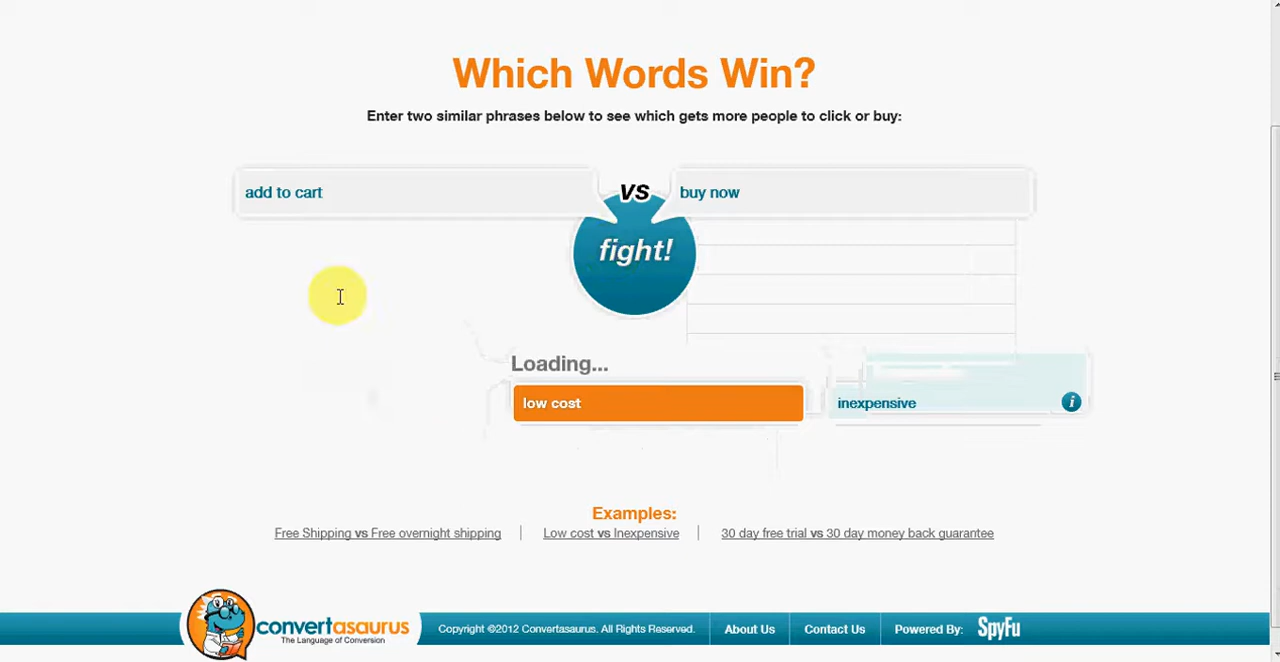 Which Words Win?
Enter two similar phrases below to see which gets more people to click or buy:
add to cart
VS
buy now
fight!
Loading...
low cost
inexpensive
i
Examples:
Free Shipping vs Free overnight shipping | Low cost vs Inexpensive | 30 day free trial vs 30 day money back guarantee
convertasaurus
The Language of Conversion
Copyright ©2012 Convertasaurus. All Rights Reserved. About Us Contact Us Powered By: SpyFu